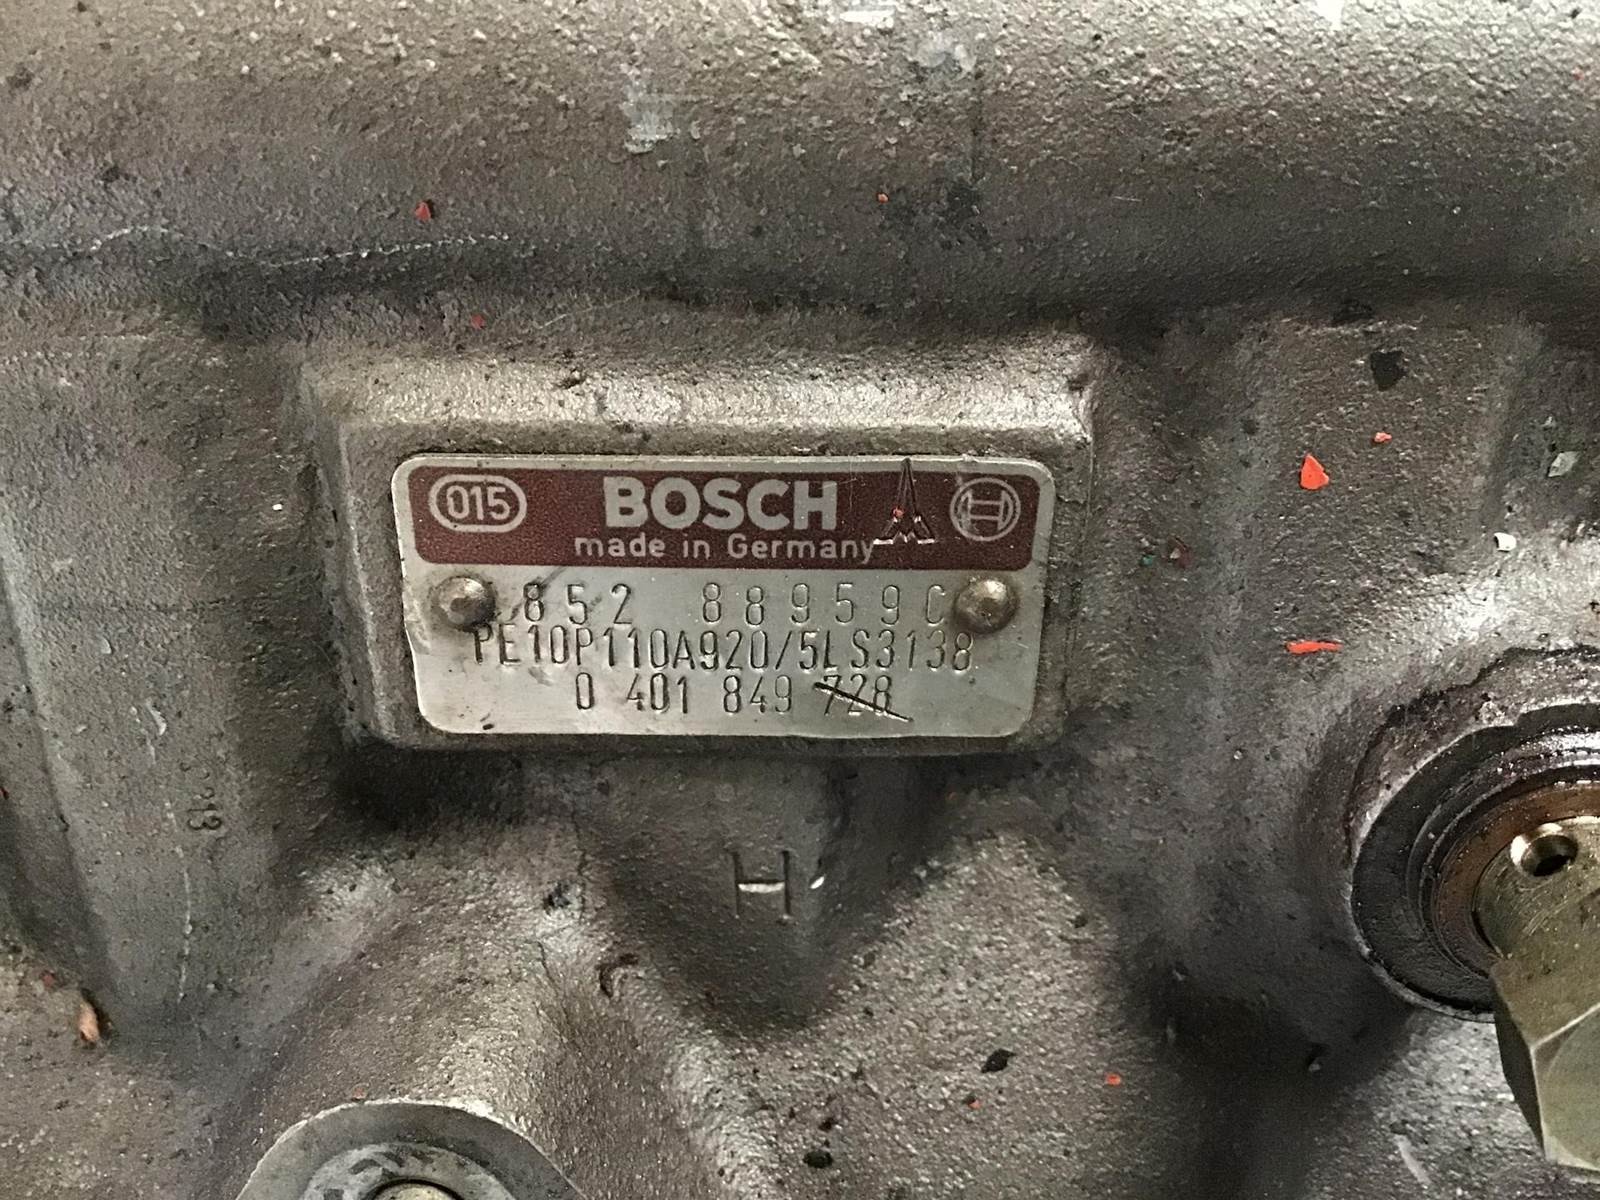 015
BOSCH
made in Germany
852 88959C
PE10P110A920/5LS3138
0 401 849 728
H